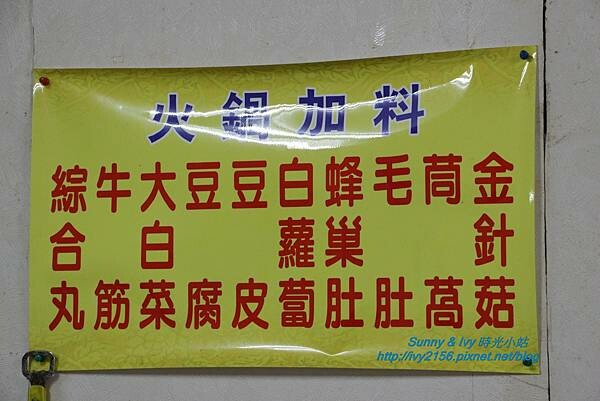 火鍋加料
金針菇
茼萵
毛肚
蜂巢肚
白蘿蔔
豆皮
豆腐
大白菜
牛筋
綜合丸
Sunny & Ivy 時光小站
http://ivy2156.pixnet.net/blog